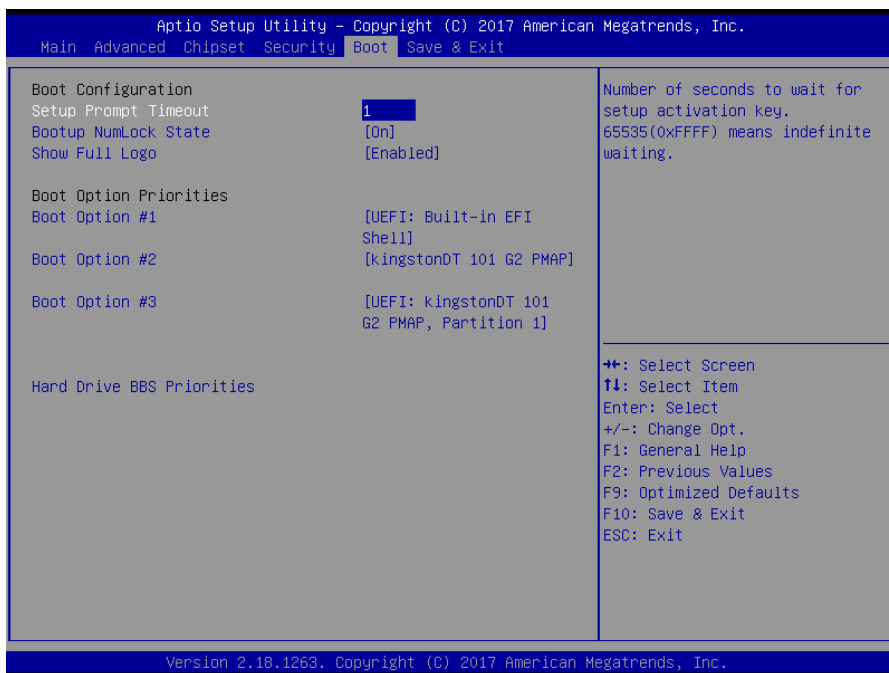 Aptio Setup Utility – Copyright (C) 2017 American Megatrends, Inc.
Main Advanced Chipset Security Boot Save & Exit
Boot Configuration
Setup Prompt Timeout 1
Bootup NumLock State [On]
Show Full Logo [Enabled]
Boot Option Priorities
Boot Option #1 [UEFI: Built-in EFI
Shell]
Boot Option #2 [kingstonDT 101 G2 PMAP]
Boot Option #3 [UEFI: kingstonDT 101
G2 PMAP, Partition 1]
Hard Drive BBS Priorities
Number of seconds to wait for
setup activation key.
65535(0xFFFF) means indefinite
waiting.
→←: Select Screen
↑↓: Select Item
Enter: Select
+/-: Change Opt.
F1: General Help
F2: Previous Values
F9: Optimized Defaults
F10: Save & Exit
ESC: Exit
Version 2.18.1263. Copyright (C) 2017 American Megatrends, Inc.